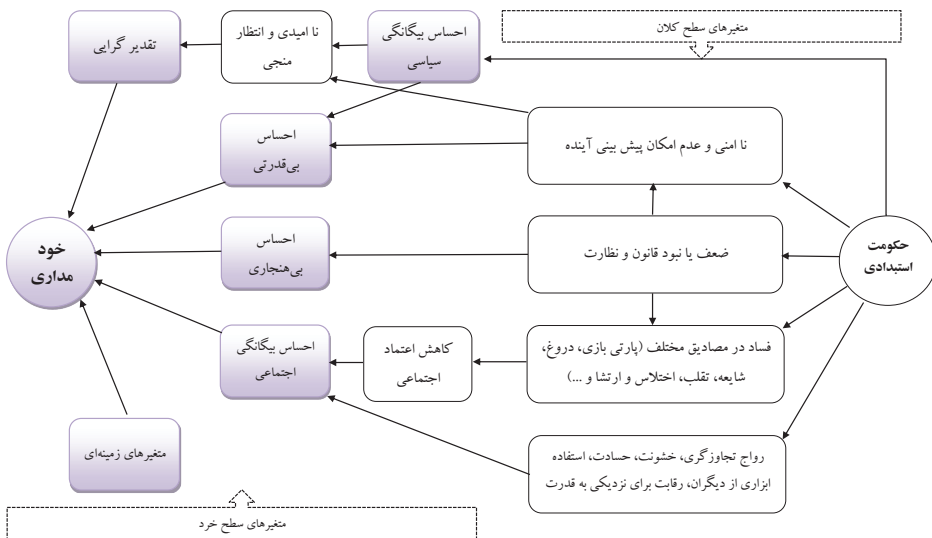 متغیرهای سطح کلان
احساس بیگانگی
سیاسی
نا امیدی و انتظار
منجی
تقدیر گرایی
نا امنی و عدم امکان پیش بینی آینده
احساس
بی‌قدرتی
حکومت
استبدادی
ضعف یا نبود قانون و نظارت
احساس
بی‌هنجاری
خود
مداری
فساد در مصادیق مختلف (پارتی بازی، دروغ،
شایعه، تقلب، اختلاس و ارتشا و ...)
کاهش اعتماد
اجتماعی
احساس بیگانگی
اجتماعی
رواج تجاوزگری، خشونت، حسادت، استفاده
ابزاری از دیگران، رقابت برای نزدیکی به قدرت
متغیرهای زمینه‌ای
متغیرهای سطح خرد